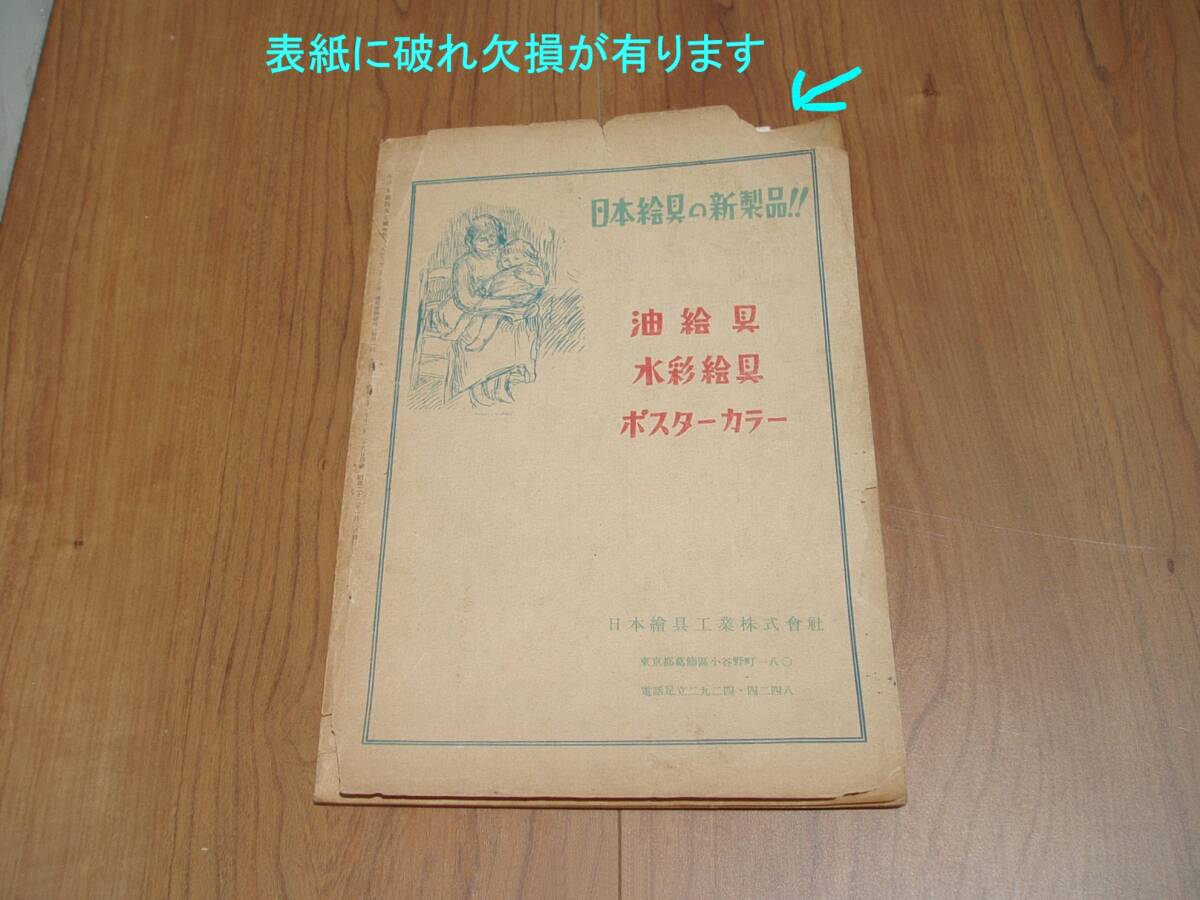 表紙に破れ欠損が有ります
日本絵具の新製品!!
油絵具
水彩絵具
ポスターカラー
日本繪具工業株式會社
東京都葛飾區小谷野町一八〇
電話足立二九二四・四二四八